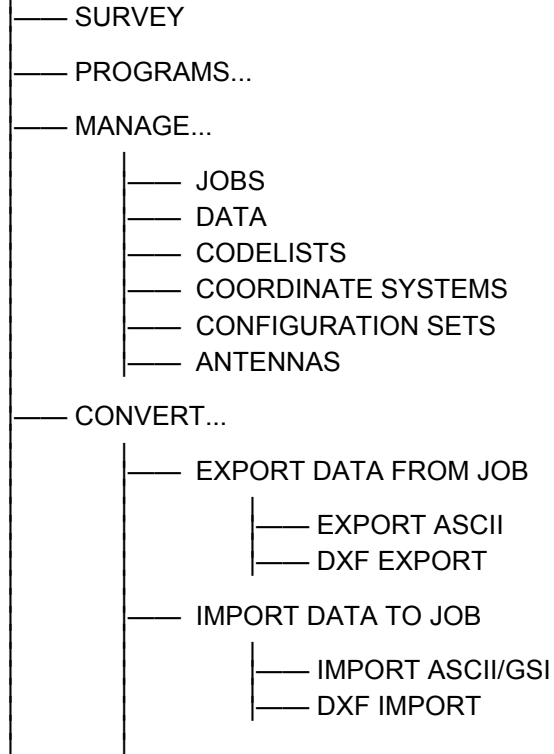 SURVEY
PROGRAMS...
MANAGE...
JOBS
DATA
CODELISTS
COORDINATE SYSTEMS
CONFIGURATION SETS
ANTENNAS
CONVERT...
EXPORT DATA FROM JOB
EXPORT ASCII
DXF EXPORT
IMPORT DATA TO JOB
IMPORT ASCII/GSI
DXF IMPORT